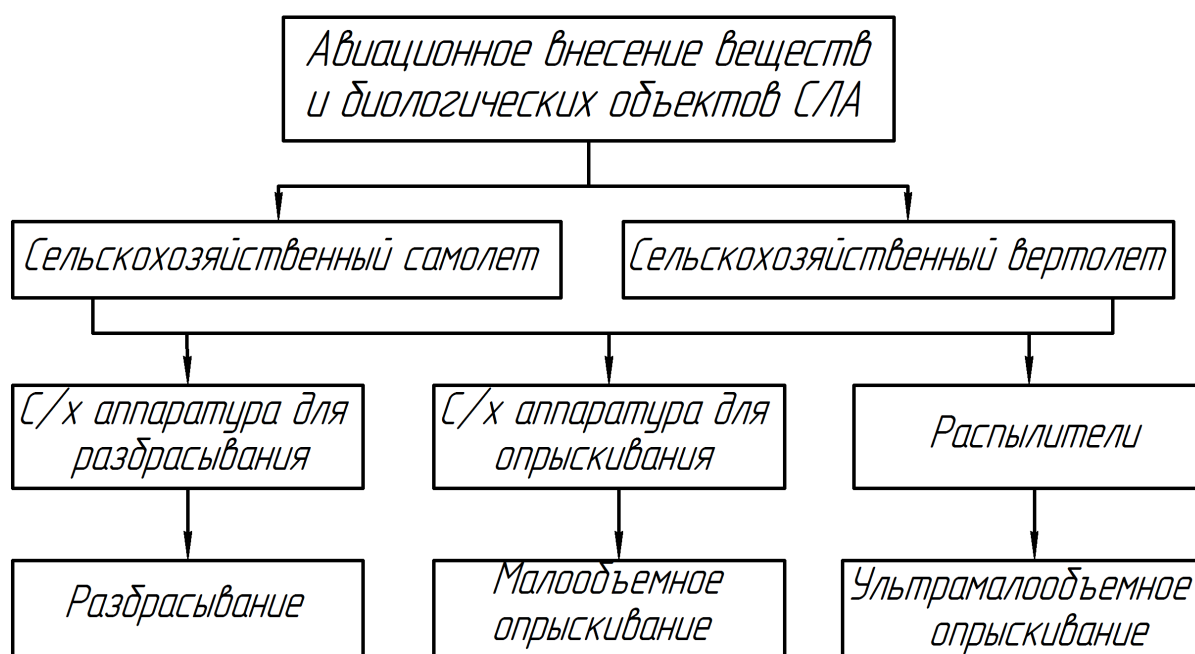 Авиационное внесение веществ
и биологических объектов СЛА
Сельскохозяйственный самолет
Сельскохозяйственный вертолет
С/х аппаратура для
разбрасывания
С/х аппаратура для
опрыскивания
Распылители
Разбрасывание
Малообъемное
опрыскивание
Ультрамалообъемное
опрыскивание